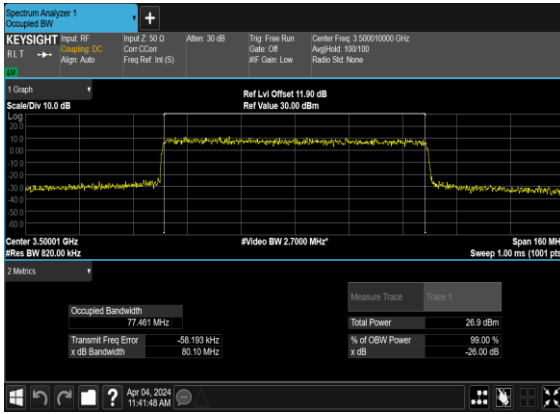 Spectrum Analyzer 1
Occupied BW
+
KEYSIGHT Input: RF Input Z: 50 Ω Atten: 30 dB Trig: Free Run Center Freq: 3.500010000 GHz
RLT Coupling: DC Corr CCorr Gate: Off Avg|Hold: 100/100
Align: Auto Freq Ref: Int (S) #IF Gain: Low Radio Std: None
1 Graph
Ref Lvl Offset 11.90 dB
Scale/Div 10.0 dB Ref Value 30.00 dBm
Log
20.0
10.0
0.00
-10.0
-20.0
-30.0
-40.0
-50.0
-60.0
Center 3.50001 GHz #Video BW 2.7000 MHz* Span 160 MH
#Res BW 820.00 kHz Sweep 1.00 ms (1001 pts
2 Metrics
Measure Trace Trace 1
Occupied Bandwidth
77.461 MHz Total Power 26.9 dBm
Transmit Freq Error -58.193 kHz % of OBW Power 99.00 %
x dB Bandwidth 80.10 MHz x dB -26.00 dB
? Apr 04, 2024
11:41:48 AM